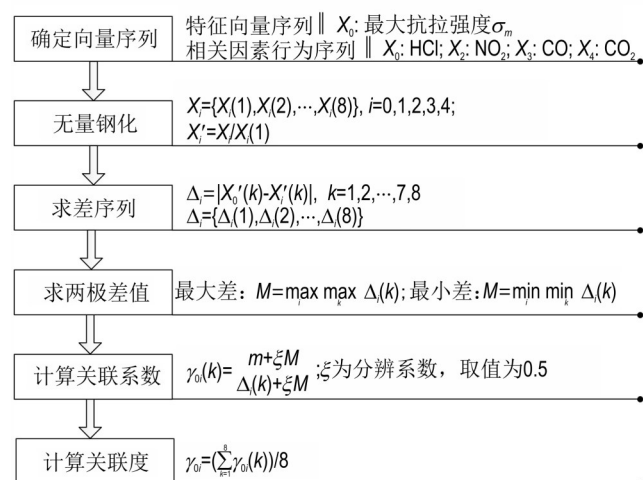 确定向量序列
特征向量序列‖ X₀: 最大抗拉强度σₘ
相关因素行为序列‖ X₀: HCl; X₂: NO₂; X₃: CO; X₄: CO₂
无量钢化
Xᵢ={Xᵢ(1),Xᵢ(2),⋯,Xᵢ(8)}, i=0,1,2,3,4;
Xᵢ′=Xᵢ/Xᵢ(1)
求差序列
Δᵢ=|X₀′(k)-Xᵢ′(k)|, k=1,2,⋯,7,8
Δᵢ={Δᵢ(1),Δᵢ(2),⋯,Δᵢ(8)}
求两极差值
最大差: M=maxᵢ maxₖ Δᵢ(k); 最小差: M=minᵢ minₖ Δᵢ(k)
计算关联系数
γ₀ᵢ(k)=(m+ξM)/(Δᵢ(k)+ξM) ;ξ为分辨系数，取值为0.5
计算关联度
γ₀ᵢ=(∑ₖ₌₁⁸γ₀ᵢ(k))/8